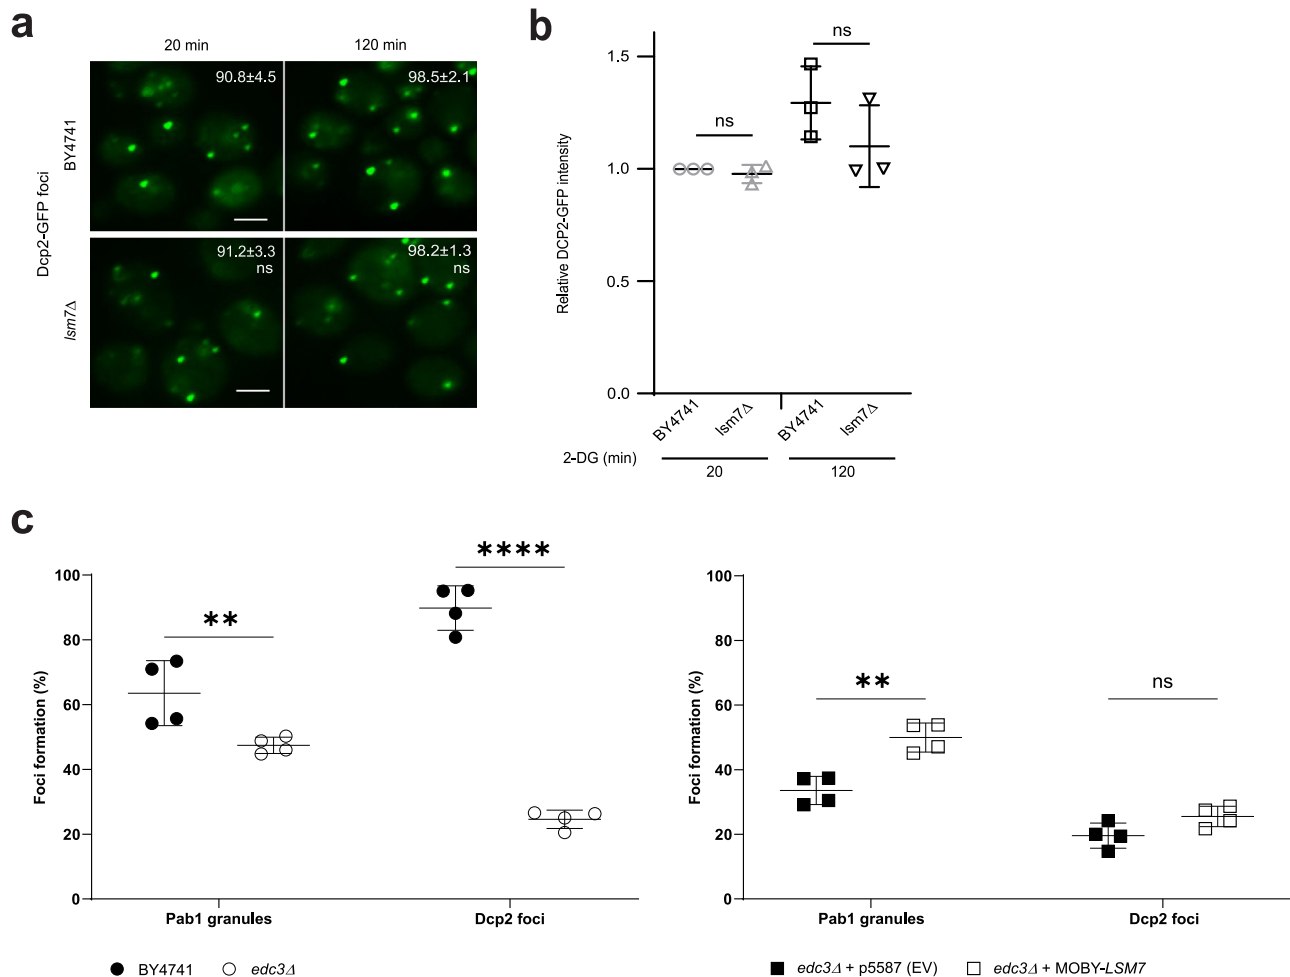 a
20 min
120 min
Dcp2-GFP foci
BY4741
90.8±4.5
98.5±2.1
lsm7Δ
91.2±3.3
ns
98.2±1.3
ns
b
Relative DCP2-GFP intensity
1.5
1.0
0.5
0.0
ns
ns
BY4741
lsm7Δ
BY4741
lsm7Δ
2-DG (min)
20
120
c
Foci formation (%)
100
80
60
40
20
0
**
****
Pab1 granules
Dcp2 foci
BY4741
edc3Δ
Foci formation (%)
100
80
60
40
20
0
**
ns
Pab1 granules
Dcp2 foci
edc3Δ + p5587 (EV)
edc3Δ + MOBY-LSM7